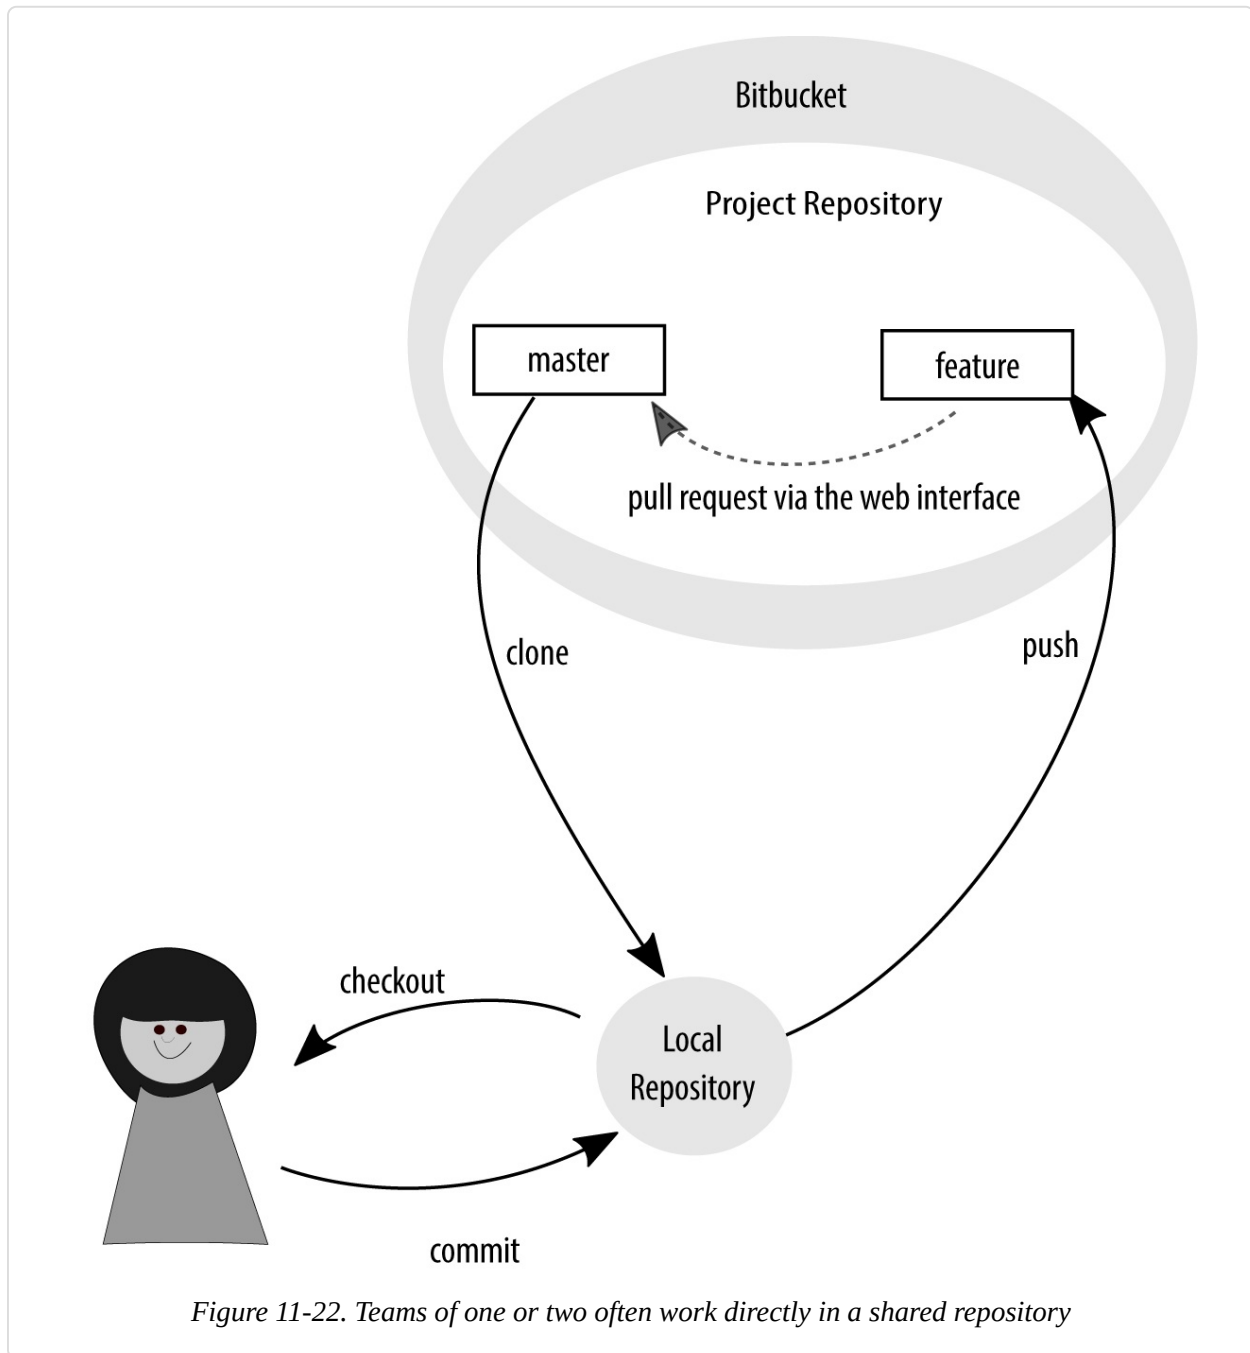 Bitbucket
Project Repository
master
feature
pull request via the web interface
clone
push
checkout
Local
Repository
commit
Figure 11-22. Teams of one or two often work directly in a shared repository